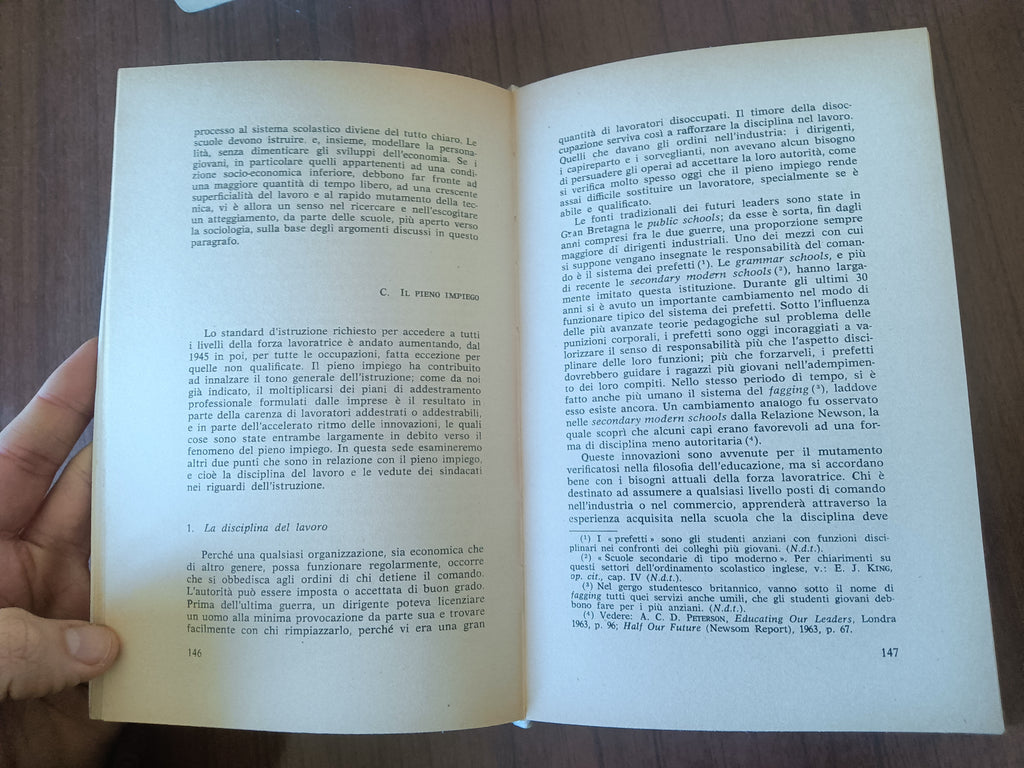 processo al sistema scolastico diviene del tutto chiaro. Le
scuole devono istruire. e, insieme, modellare la persona-
lità, senza dimenticare gli sviluppi dell'economia. Se i
giovani, in particolare quelli appartenenti ad una condi-
zione socio-economica inferiore, debbono far fronte ad
una maggiore quantità di tempo libero, ad una crescente
superficialità del lavoro e al rapido mutamento della tec-
nica, vi è allora un senso nel ricercare e nell'escogitare
un atteggiamento, da parte delle scuole, più aperto verso
la sociologia, sulla base degli argomenti discussi in questo
paragrafo.
C. IL PIENO IMPIEGO
Lo standard d'istruzione richiesto per accedere a tutti
i livelli della forza lavoratrice è andato aumentando, dal
1945 in poi, per tutte le occupazioni, fatta eccezione per
quelle non qualificate. Il pieno impiego ha contribuito
ad innalzare il tono generale dell'istruzione; come da noi
già indicato, il moltiplicarsi dei piani di addestramento
professionale formulati dalle imprese è il resultato in
parte della carenza di lavoratori addestrati o addestrabili,
e in parte dell'accelerato ritmo delle innovazioni, le quali
cose sono state entrambe largamente in debito verso il
fenomeno del pieno impiego. In questa sede esamineremo
altri due punti che sono in relazione con il pieno impiego,
e cioè la disciplina del lavoro e le vedute dei sindacati
nei riguardi dell'istruzione.
1. La disciplina del lavoro
Perché una qualsiasi organizzazione, sia economica che
di altro genere, possa funzionare regolarmente, occorre
che si obbedisca agli ordini di chi detiene il comando.
L'autorità può essere imposta o accettata di buon grado.
Prima dell'ultima guerra, un dirigente poteva licenziare
un uomo alla minima provocazione da parte sua e trovare
facilmente con chi rimpiazzarlo, perché vi era una gran
146
quantità di lavoratori disoccupati. Il timore della disoc-
cupazione serviva così a rafforzare la disciplina nel lavoro.
Quelli che davano gli ordini nell'industria: i dirigenti,
i capireparto e i sorveglianti, non avevano alcun bisogno
di persuadere gli operai ad accettare la loro autorità, come
si verifica molto spesso oggi che il pieno impiego rende
assai difficile sostituire un lavoratore, specialmente se è
abile e qualificato.
Le fonti tradizionali dei futuri leaders sono state in
Gran Bretagna le public schools; da esse è sorta, fin dagli
anni compresi fra le due guerre, una proporzione sempre
maggiore di dirigenti industriali. Uno dei mezzi con cui
si suppone vengano insegnate le responsabilità del coman-
do è il sistema dei prefetti (¹). Le grammar schools, e più
di recente le secondary modern schools (²), hanno larga-
mente imitato questa istituzione. Durante gli ultimi 30
anni si è avuto un importante cambiamento nel modo di
funzionare tipico del sistema dei prefetti. Sotto l'influenza
delle più avanzate teorie pedagogiche sul problema delle
punizioni corporali, i prefetti sono oggi incoraggiati a va-
lorizzare il senso di responsabilità più che l'aspetto disci-
plinare delle loro funzioni; più che forzarveli, i prefetti
dovrebbero guidare i ragazzi più giovani nell'adempimen-
to dei loro compiti. Nello stesso periodo di tempo, si è
fatto anche più umano il sistema del fagging (³), laddove
esso esiste ancora. Un cambiamento analogo fu osservato
nelle secondary modern schools dalla Relazione Newson, la
quale scoprì che alcuni capi erano favorevoli ad una for-
ma di disciplina meno autoritaria (⁴).
Queste innovazioni sono avvenute per il mutamento
verificatosi nella filosofia dell'educazione, ma si accordano
bene con i bisogni attuali della forza lavoratrice. Chi è
destinato ad assumere a qualsiasi livello posti di comando
nell'industria o nel commercio, apprenderà attraverso la
esperienza acquisita nella scuola che la disciplina deve
(¹) I « prefetti » sono gli studenti anziani con funzioni disci-
plinari nei confronti dei colleghi più giovani. (N.d.t.).
(²) « Scuole secondarie di tipo moderno ». Per chiarimenti su
questi settori dell'ordinamento scolastico inglese, v.: E. J. KING,
op. cit., cap. IV (N.d.t.).
(³) Nel gergo studentesco britannico, vanno sotto il nome di
fagging tutti quei servizi anche umili, che gli studenti giovani deb-
bono fare per i più anziani. (N.d.t.).
(⁴) Vedere: A. C. D. PETERSON, Educating Our Leaders, Londra
1963, p. 96; Half Our Future (Newsom Report), 1963, p. 67.
147